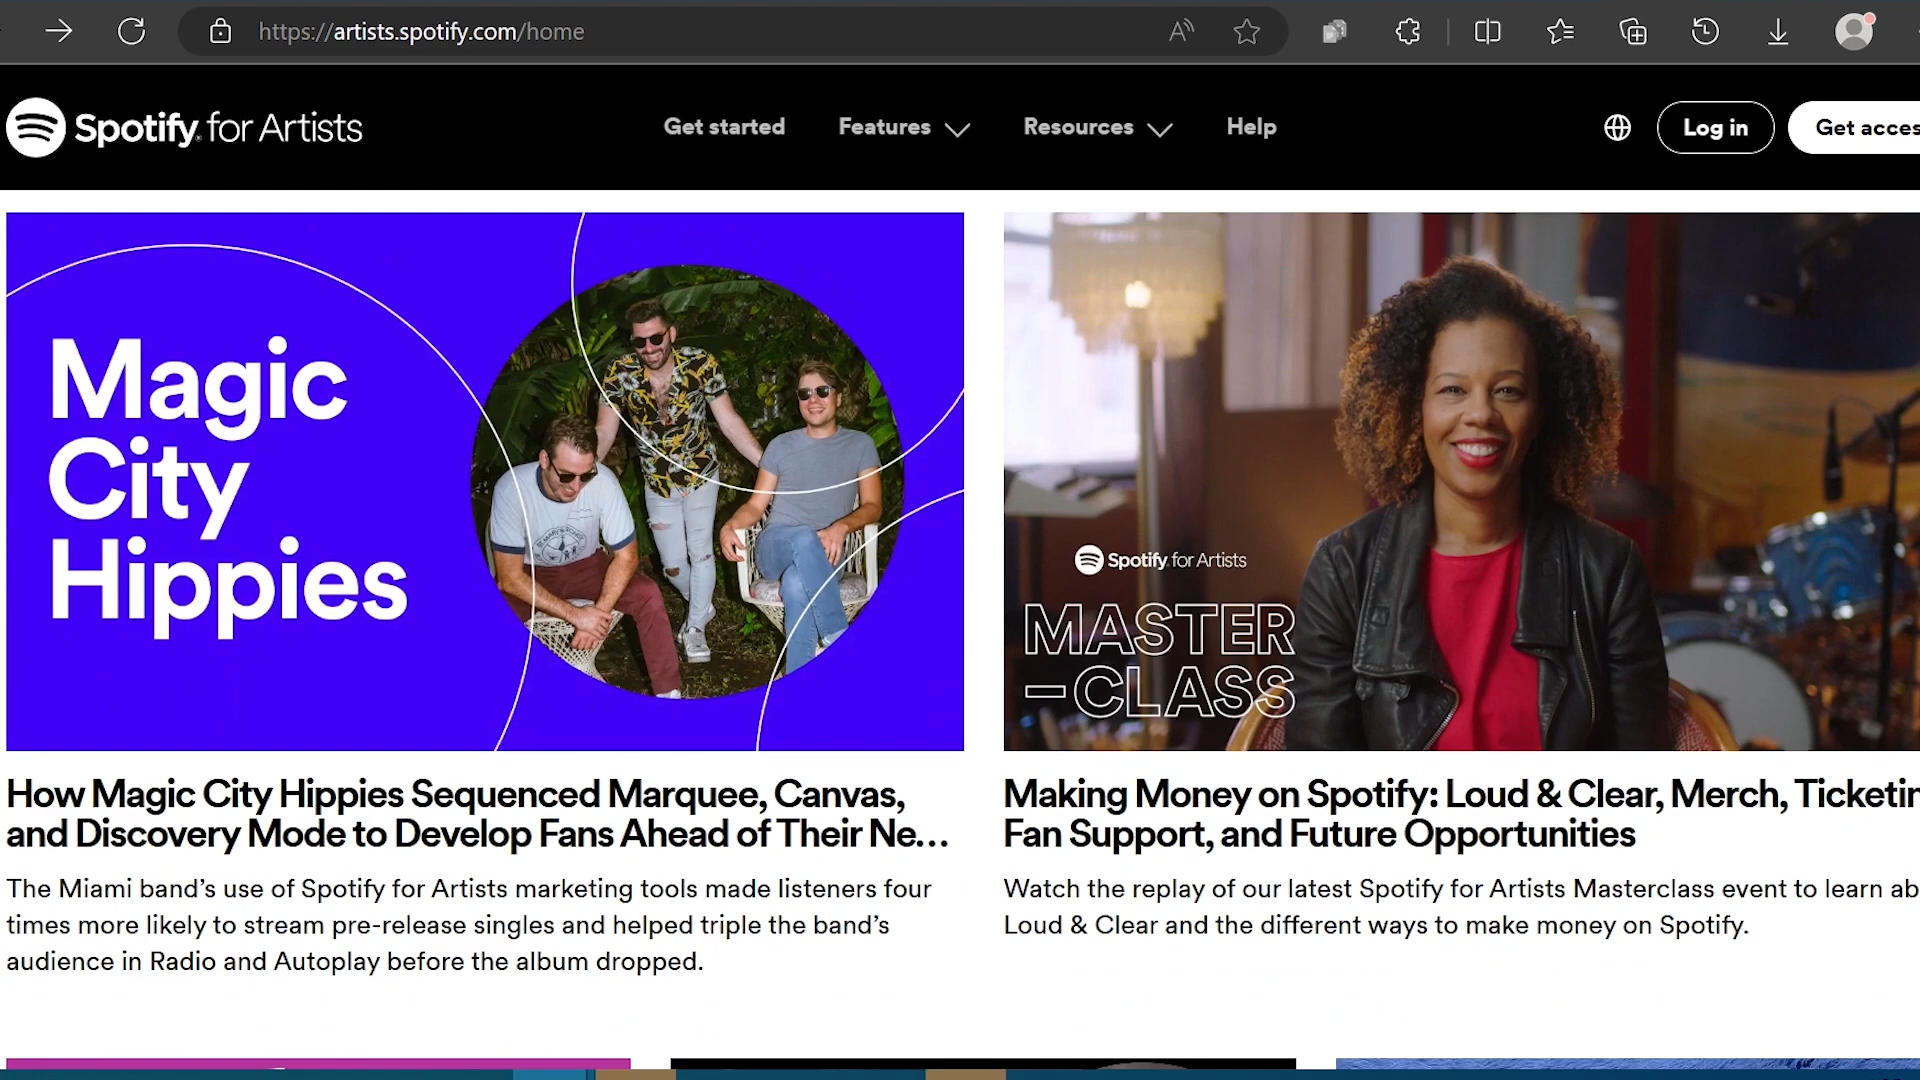 https://artists.spotify.com/home
Spotify for Artists
Get started
Features
Resources
Help
Log in
Get acces
Magic
City
Hippies
Spotify for Artists
MASTER
–CLASS
How Magic City Hippies Sequenced Marquee, Canvas,
and Discovery Mode to Develop Fans Ahead of Their Ne...
The Miami band’s use of Spotify for Artists marketing tools made listeners four
times more likely to stream pre-release singles and helped triple the band’s
audience in Radio and Autoplay before the album dropped.
Making Money on Spotify: Loud & Clear, Merch, Ticketin
Fan Support, and Future Opportunities
Watch the replay of our latest Spotify for Artists Masterclass event to learn ab
Loud & Clear and the different ways to make money on Spotify.